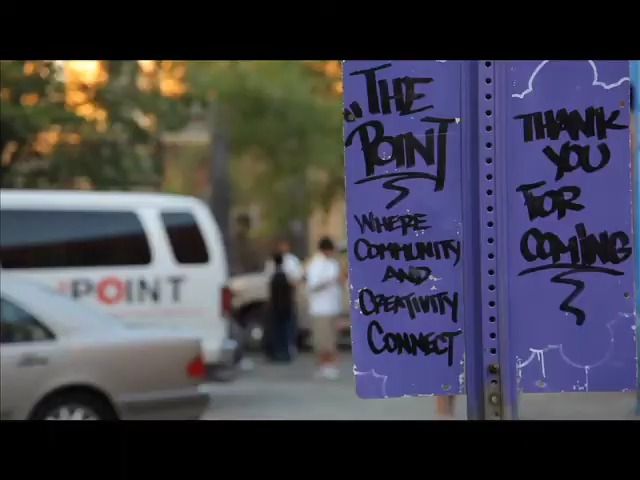 "THE
POINT
WHERE
COMMUNITY
AND
CREATIVITY
CONNECT
THANK
YOU
FOR
COMING
POINT